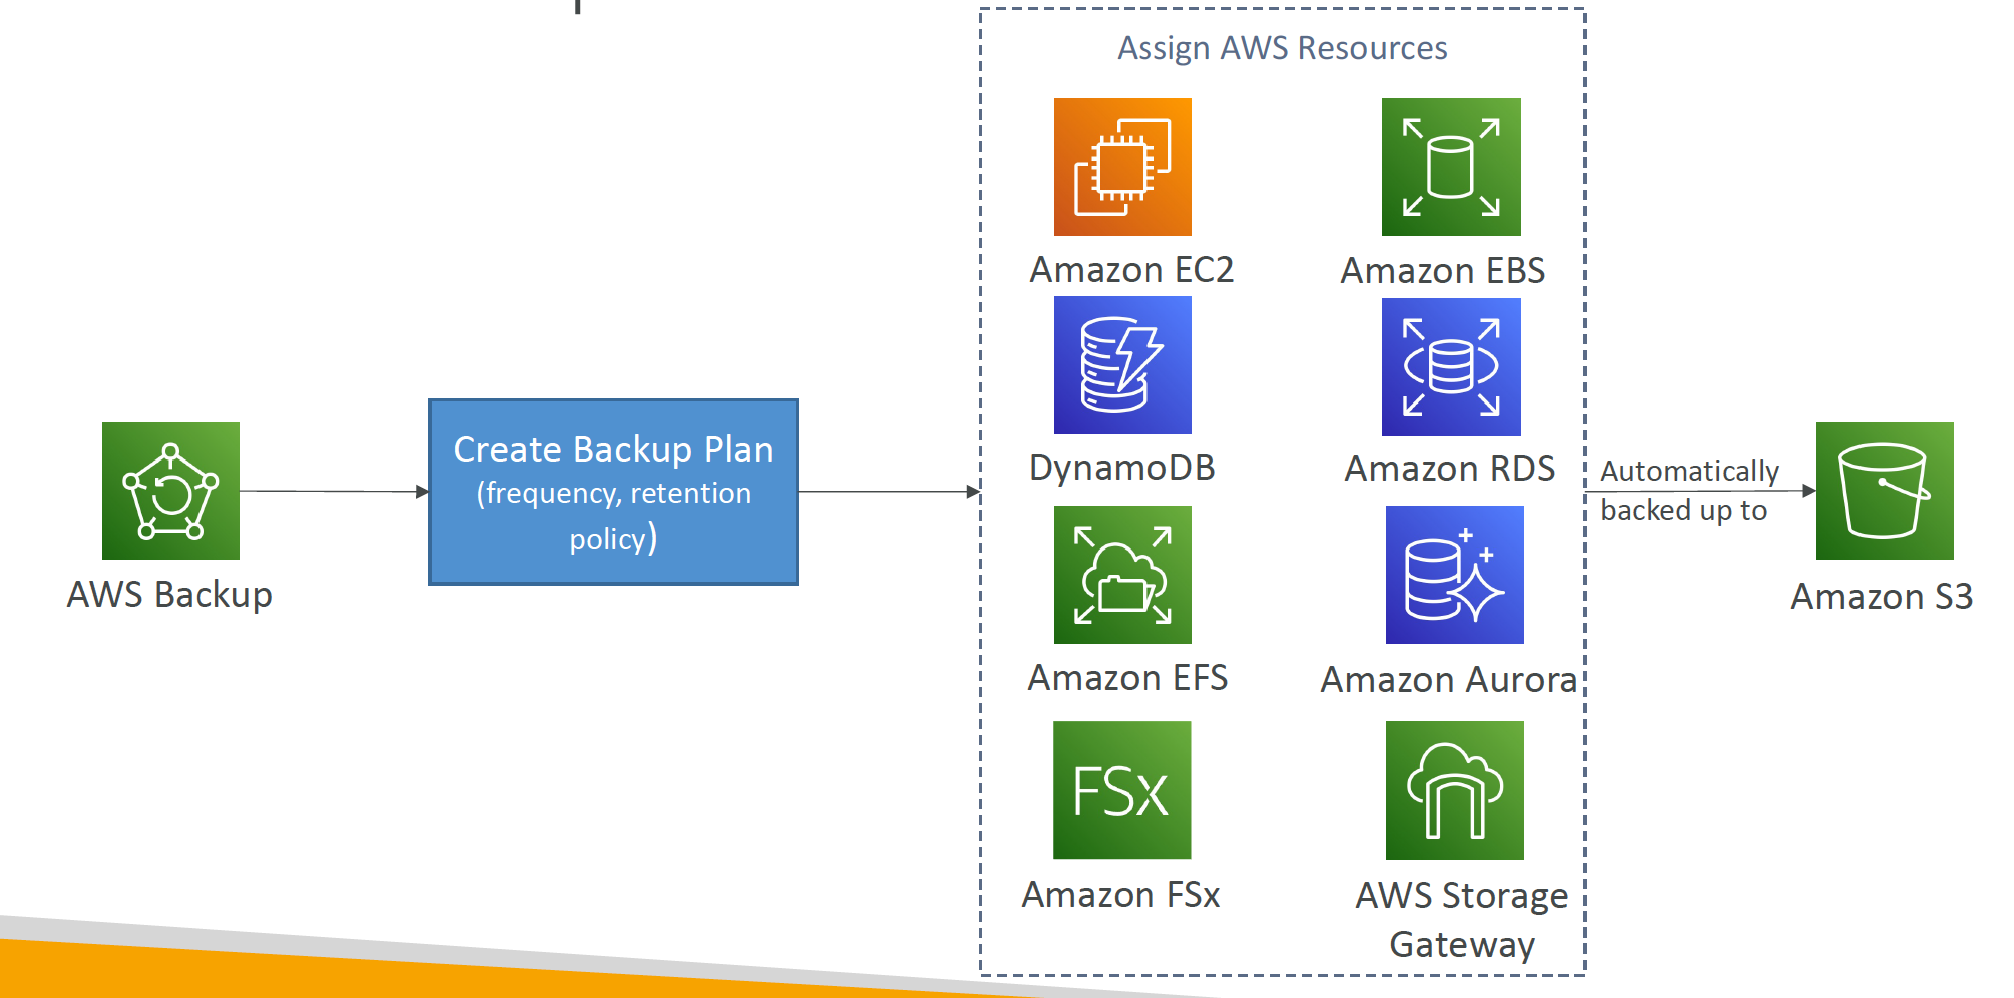 Assign AWS Resources
Amazon EC2
Amazon EBS
DynamoDB
Amazon RDS
Amazon EFS
Amazon Aurora
FSx
Amazon FSx
AWS Storage
Gateway
AWS Backup
Create Backup Plan
(frequency, retention
policy)
Automatically
backed up to
Amazon S3